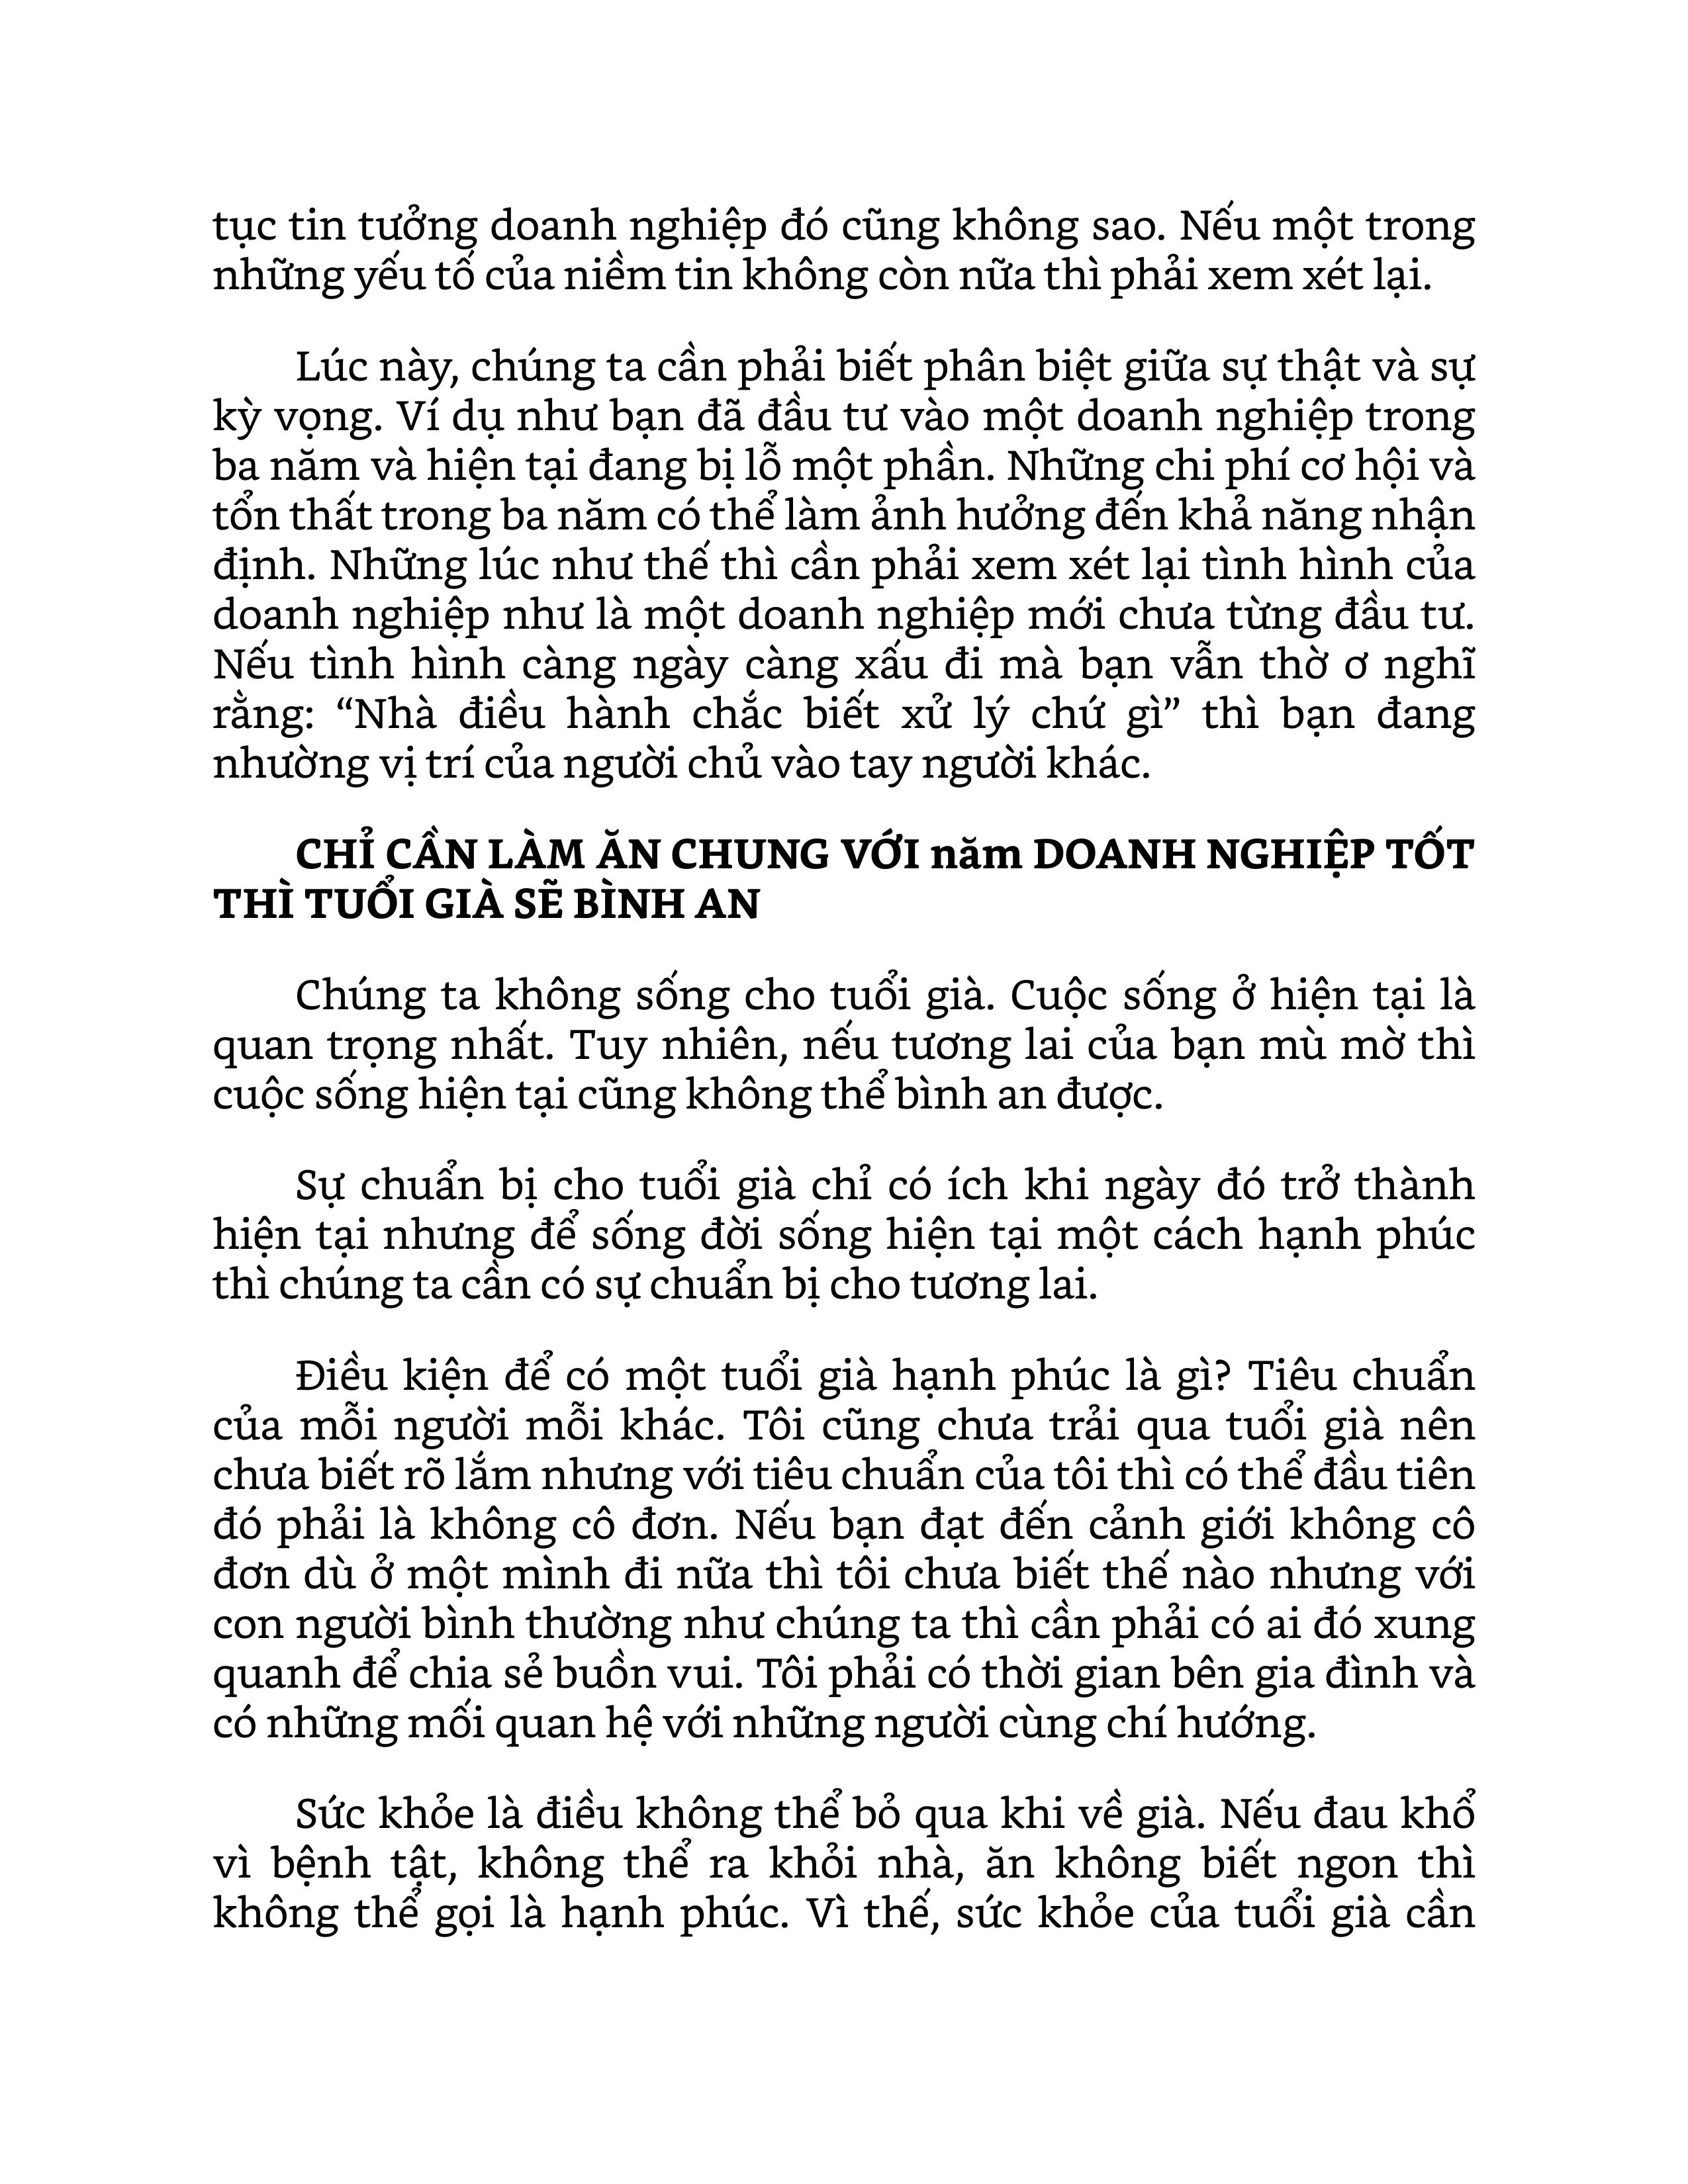 tục tin tưởng doanh nghiệp đó cũng không sao. Nếu một trong
những yếu tố của niềm tin không còn nữa thì phải xem xét lại.
Lúc này, chúng ta cần phải biết phân biệt giữa sự thật và sự
kỳ vọng. Ví dụ như bạn đã đầu tư vào một doanh nghiệp trong
ba năm và hiện tại đang bị lỗ một phần. Những chi phí cơ hội và
tổn thất trong ba năm có thể làm ảnh hưởng đến khả năng nhận
định. Những lúc như thế thì cần phải xem xét lại tình hình của
doanh nghiệp như là một doanh nghiệp mới chưa từng đầu tư.
Nếu tình hình càng ngày càng xấu đi mà bạn vẫn thờ ơ nghĩ
rằng: “Nhà điều hành chắc biết xử lý chứ gì” thì bạn đang
nhường vị trí của người chủ vào tay người khác.
CHỈ CẦN LÀM ĂN CHUNG VỚI năm DOANH NGHIỆP TỐT
THÌ TUỔI GIÀ SẼ BÌNH AN
Chúng ta không sống cho tuổi già. Cuộc sống ở hiện tại là
quan trọng nhất. Tuy nhiên, nếu tương lai của bạn mù mờ thì
cuộc sống hiện tại cũng không thể bình an được.
Sự chuẩn bị cho tuổi già chỉ có ích khi ngày đó trở thành
hiện tại nhưng để sống đời sống hiện tại một cách hạnh phúc
thì chúng ta cần có sự chuẩn bị cho tương lai.
Điều kiện để có một tuổi già hạnh phúc là gì? Tiêu chuẩn
của mỗi người mỗi khác. Tôi cũng chưa trải qua tuổi già nên
chưa biết rõ lắm nhưng với tiêu chuẩn của tôi thì có thể đầu tiên
đó phải là không cô đơn. Nếu bạn đạt đến cảnh giới không cô
đơn dù ở một mình đi nữa thì tôi chưa biết thế nào nhưng với
con người bình thường như chúng ta thì cần phải có ai đó xung
quanh để chia sẻ buồn vui. Tôi phải có thời gian bên gia đình và
có những mối quan hệ với những người cùng chí hướng.
Sức khỏe là điều không thể bỏ qua khi về già. Nếu đau khổ
vì bệnh tật, không thể ra khỏi nhà, ăn không biết ngon thì
không thể gọi là hạnh phúc. Vì thế, sức khỏe của tuổi già cần